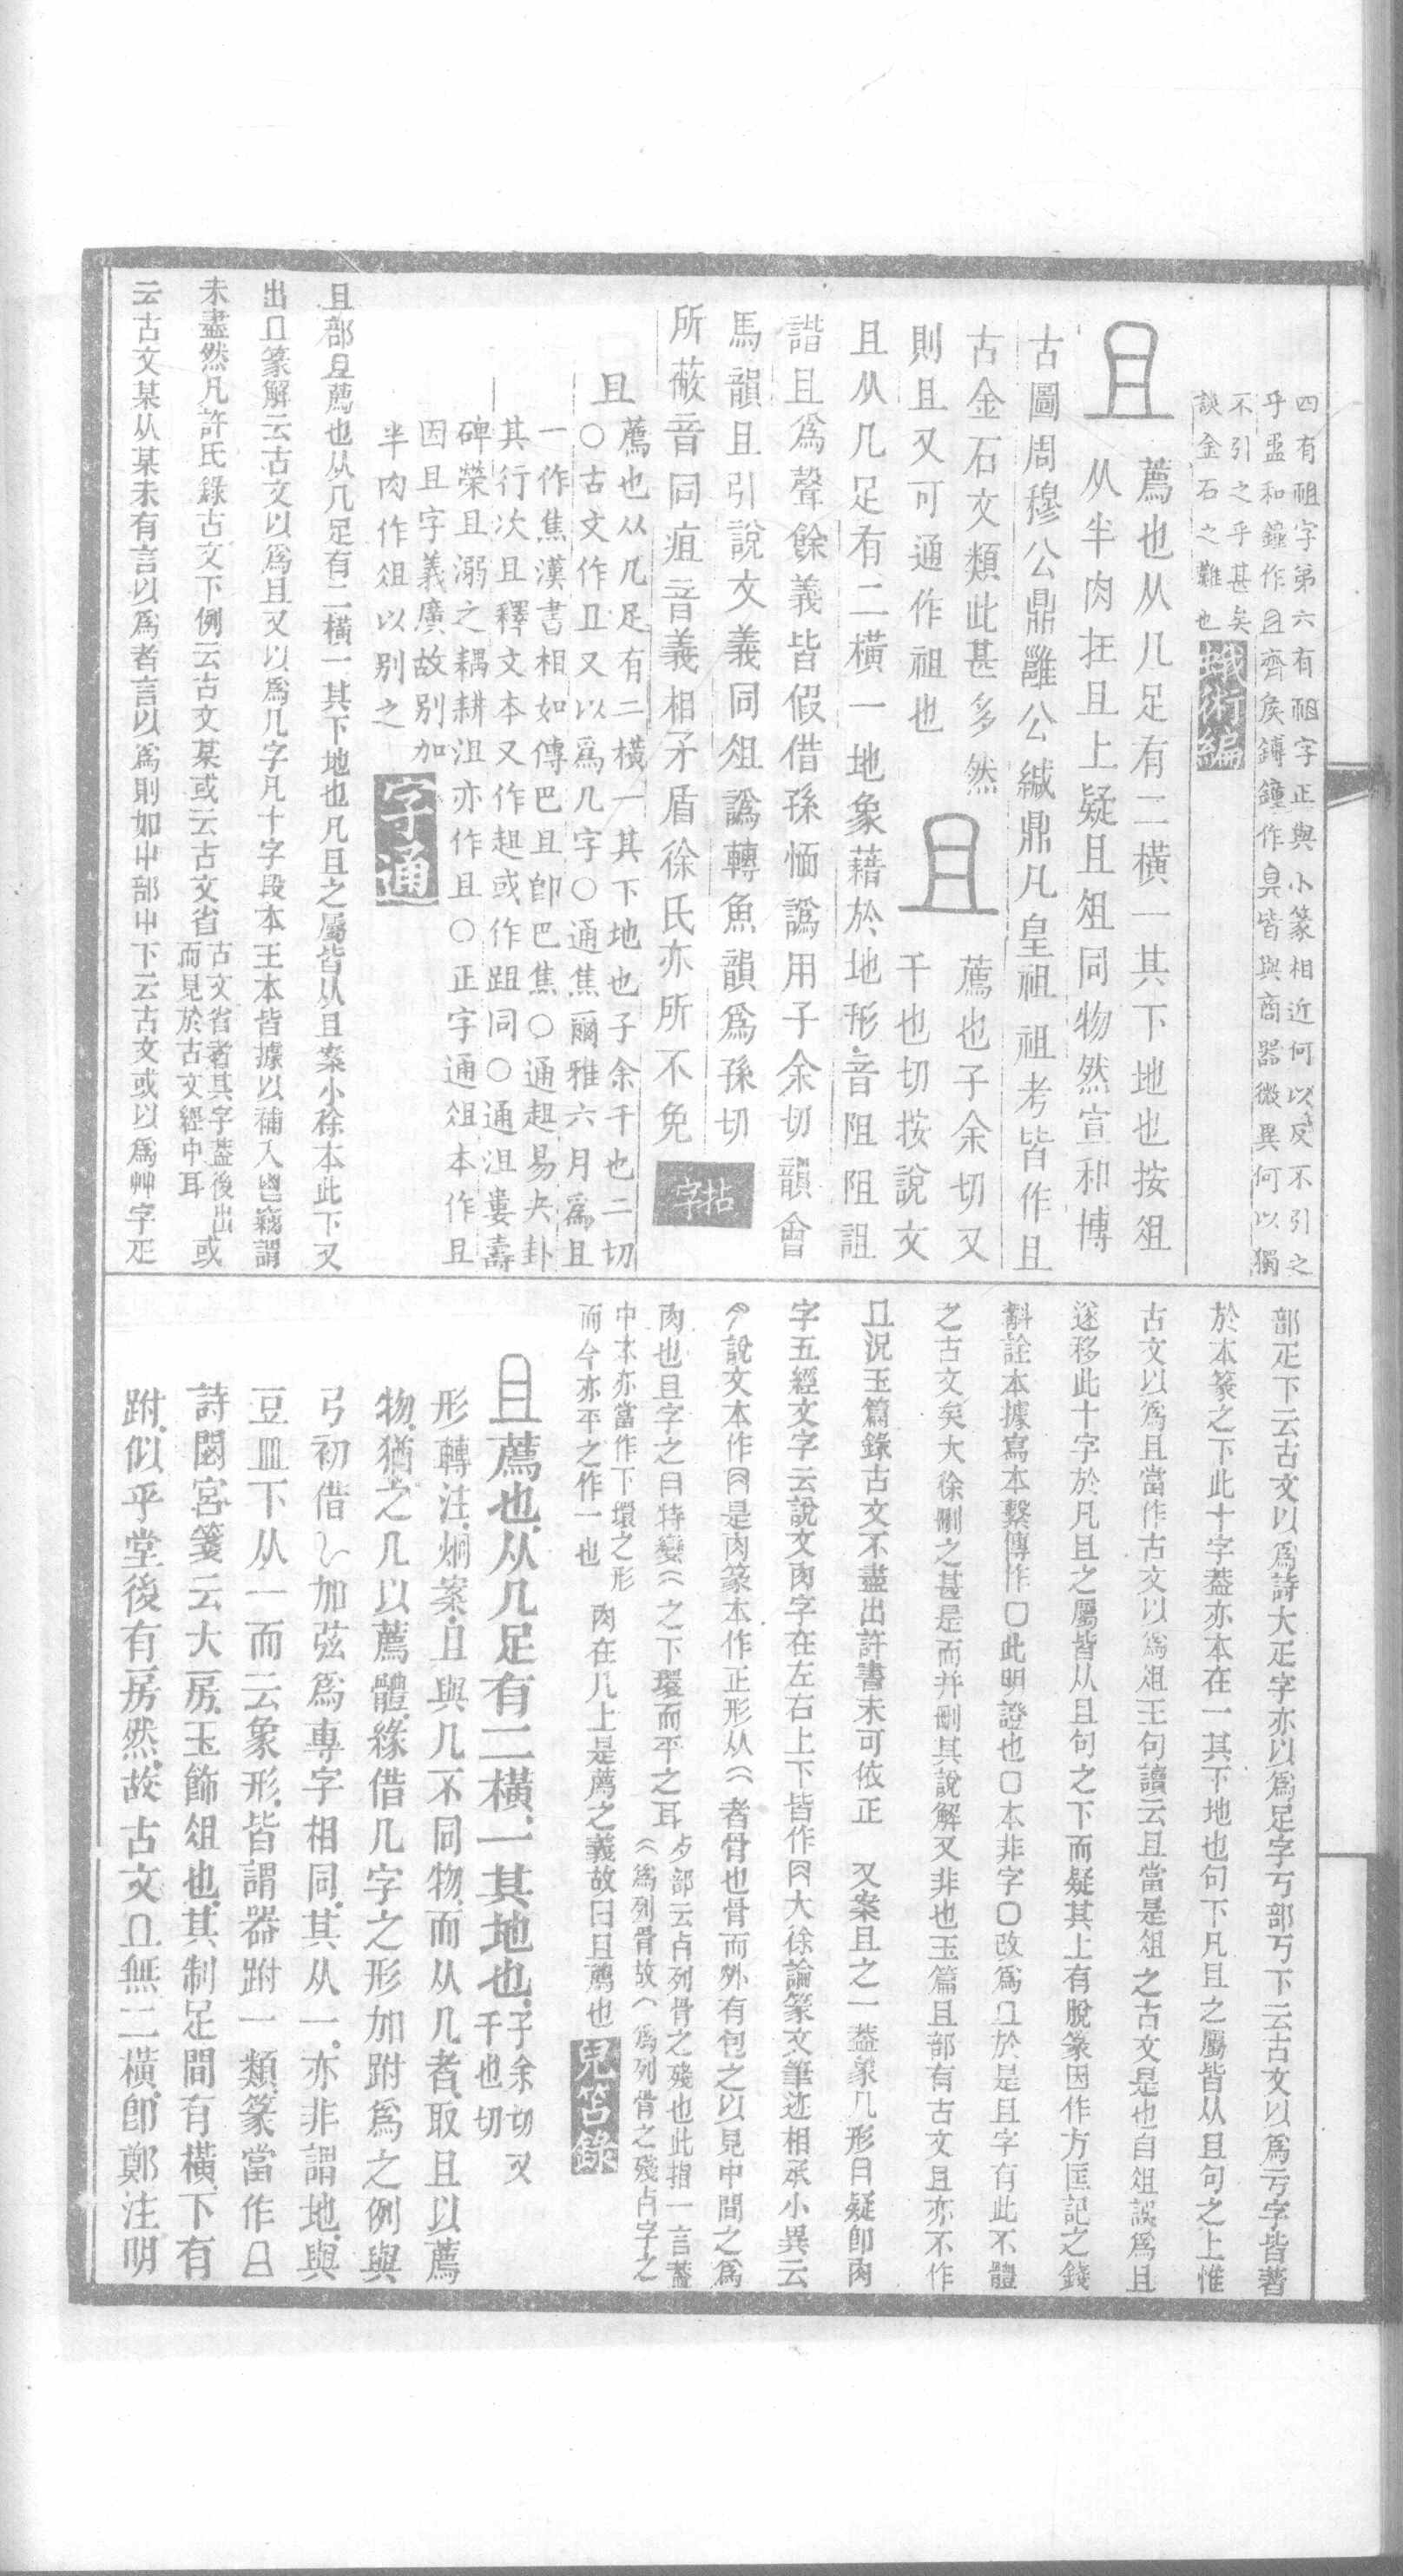 四有祖字第六有祖字正與小篆相近何以反不引之
乎盄和鐘作且齊侯鎛鐘作具皆與商器微異何以獨
不引之乎甚矣
談金石之難也
蛾術編
且
薦也从几足有二橫一其下地也按俎
从半肉在且上疑且俎同物然宣和博
古圖周穆公鼎雝公緘鼎凡皇祖祖考皆作且
古金石文類此甚多然
則且又可通作祖也
且
薦也子余切又
千也切按說文
且从几足有二橫一地象藉於地形音阻阻詛
諧且爲聲餘義皆假借孫愐譌用子余切韻會
馬韻且引說文義同俎譌轉魚韻爲孫切
所蔽音同疽音義相矛盾徐氏亦所不免
拈字
且
薦也从几足有二橫一其下地也子余千也二切
○古文作且又以爲几字○通焦爾雅六月爲且
一作焦漢書相如傳巴且卽巴焦○通趄易夬卦
其行次且釋文本又作趄或作跙同○通沮婁壽
碑榮且溺之耦耕沮亦作且○正字通俎本作且
因且字義廣故別加
半肉作俎以別之
字通
且部且薦也从几足有二橫一其下地也凡且之屬皆从且案小徐本此下又
出篆解云古文以爲且又以爲几字凡十字段本王本皆據以補入鬯竊謂
未盡然凡許氏錄古文下例云古文某或云古文省古文省者其字蓋後出而見於古文經中耳或
云古文某从某未有言以爲者言以爲則如屮部屮下云古文或以爲艸字疋
部疋下云古文以爲詩大疋字亦以爲足字丂部丂下云古文以爲亏字皆著
於本篆之下此十字蓋亦本在一其下地也句下凡且之屬皆从且句之上惟
古文以爲且當作古文以爲俎王句讀云且當是俎之古文是也自俎誤爲且
遂移此十字於凡且之屬皆从且句之下而疑其上有脫篆因作方匡記之錢
斠詮本據寫本繫傳作囗此明證也囗本非字囗改爲於是且字有此不體
之古文矣大徐刪之甚是而并刪其說解又非也玉篇且部有古文且亦不作
況玉篇錄古文不盡出許書未可依正　又案且之一蓋象几形疑卽肉
字五經文字云說文肉字在左右上下皆作大徐論篆文筆迹相承小異云
說文本作是肉篆本作正形从者骨也骨而外有包之以見中間之爲
肉也且字之特變之下環而平之耳歺部云列骨之殘也此指一言蓋爲列骨故爲列骨之殘字之
中本亦當作下環之形
而今亦平之作一也
肉在几上是薦之義故曰且薦也
兒笘錄
且薦也从几足有二橫一其地也子余切又千也切
形轉注炯案且與几不同物而从几者取且以薦
物猶之几以薦體緣借几字之形加跗爲之例與
弓初借加弦爲專字相同其从一亦非謂地與
豆皿下从一而云象形皆謂器跗一類篆當作
詩閟宮箋云大房玉飾俎也其制足間有橫下有
跗似乎堂後有房然故古文無二橫卽鄭注明